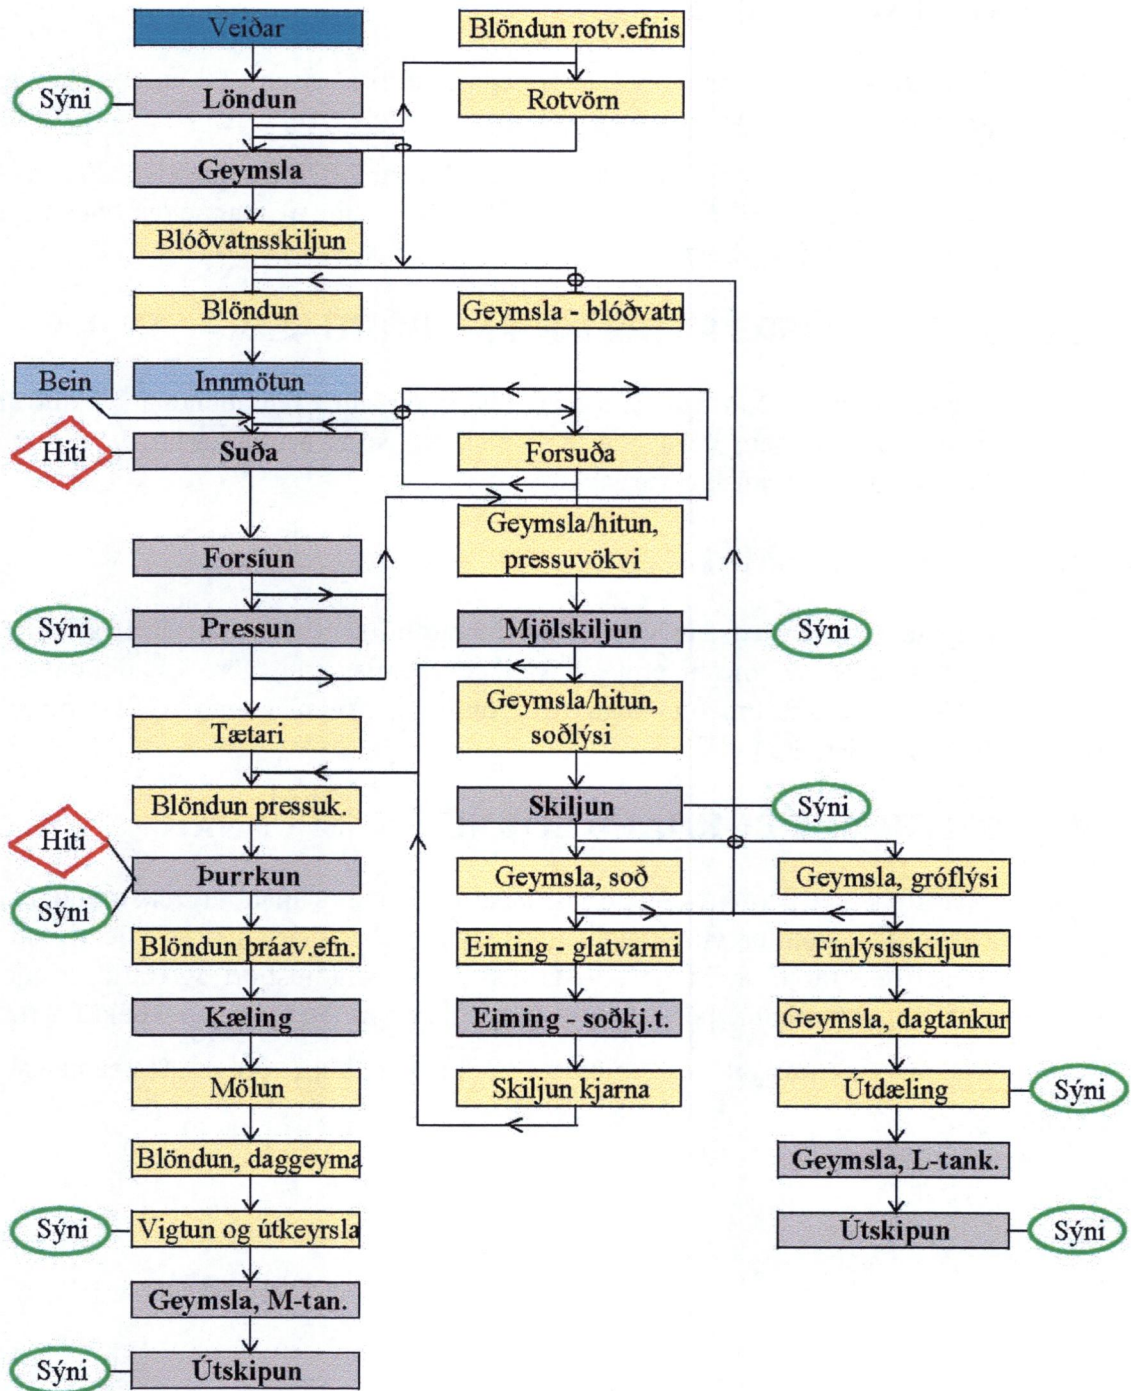 Veiðar
Blöndun rotv.efnis
Sýni
Löndun
Rotvörn
Geymsla
Blóðvatnsskiljun
Blöndun
Geymsla - blóðvatn
Bein
Innmötun
Hiti
Suða
Forsuða
Geymsla/hitun,
pressuvökvi
Forsíun
Sýni
Pressun
Mjölskiljun
Sýni
Geymsla/hitun,
soðlýsi
Tætari
Blöndun pressuk.
Skiljun
Sýni
Hiti
Sýni
Þurrkun
Geymsla, soð
Geymsla, gróflýsi
Blöndun þráav.efn.
Eiming - glatvarmi
Fínlýsisskiljun
Kæling
Eiming - soðkj.t.
Geymsla, dagtankur
Mölun
Skiljun kjarna
Útdæling
Sýni
Blöndun, daggeyma
Geymsla, L-tank.
Sýni
Vigtun og útkeyrsla
Útskipun
Sýni
Geymsla, M-tan.
Sýni
Útskipun